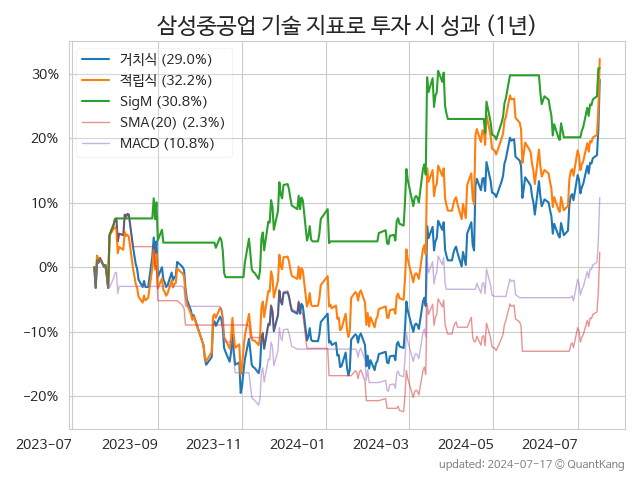 삼성중공업 기술 지표로 투자 시 성과 (1년)
거치식 (29.0%)
적립식 (32.2%)
SigM (30.8%)
SMA(20) (2.3%)
MACD (10.8%)
30%
20%
10%
0%
−10%
−20%
2023-07 2023-09 2023-11 2024-01 2024-03 2024-05 2024-07
updated: 2024-07-17 © QuantKang